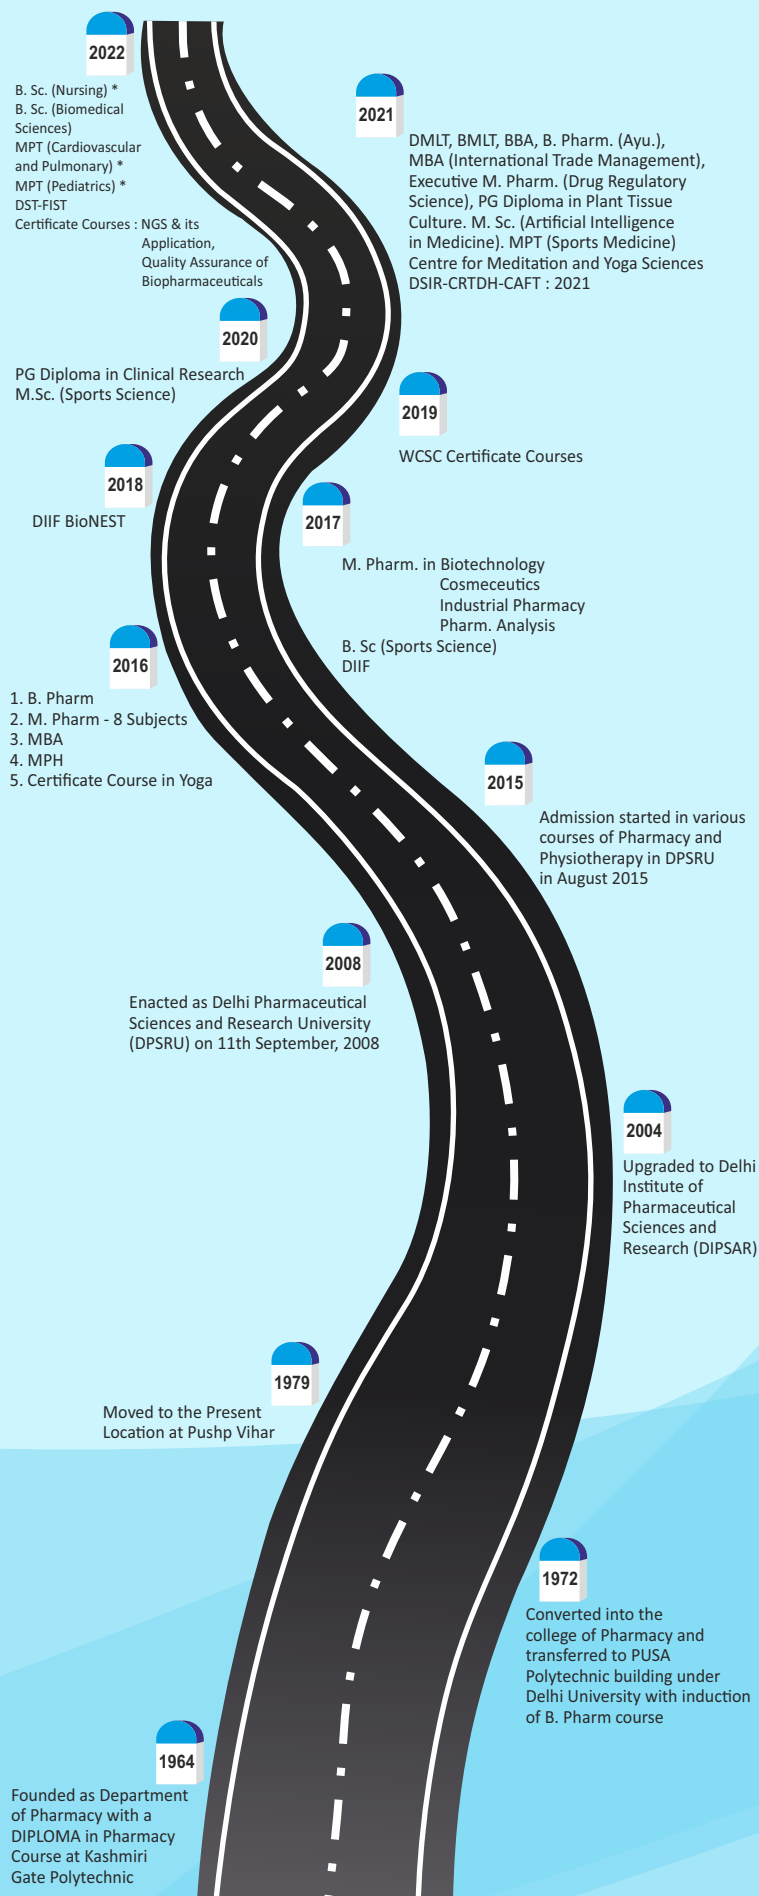 2022
B. Sc. (Nursing) *
B. Sc. (Biomedical
Sciences)
MPT (Cardiovascular
and Pulmonary) *
MPT (Pediatrics) *
DST-FIST
Certificate Courses : NGS & its
Application,
Quality Assurance of
Biopharmaceuticals
2021
DMLT, BMLT, BBA, B. Pharm. (Ayu.),
MBA (International Trade Management),
Executive M. Pharm. (Drug Regulatory
Science), PG Diploma in Plant Tissue
Culture. M. Sc. (Artificial Intelligence
in Medicine). MPT (Sports Medicine)
Centre for Meditation and Yoga Sciences
DSIR-CRTDH-CAFT : 2021
2020
PG Diploma in Clinical Research
M.Sc. (Sports Science)
2019
WCSC Certificate Courses
2018
DIIF BioNEST
2017
M. Pharm. in Biotechnology
Cosmeceutics
Industrial Pharmacy
Pharm. Analysis
B. Sc (Sports Science)
DIIF
2016
1. B. Pharm
2. M. Pharm - 8 Subjects
3. MBA
4. MPH
5. Certificate Course in Yoga
2015
Admission started in various
courses of Pharmacy and
Physiotherapy in DPSRU
in August 2015
2008
Enacted as Delhi Pharmaceutical
Sciences and Research University
(DPSRU) on 11th September, 2008
2004
Upgraded to Delhi
Institute of
Pharmaceutical
Sciences and
Research (DIPSAR)
1979
Moved to the Present
Location at Pushp Vihar
1972
Converted into the
college of Pharmacy and
transferred to PUSA
Polytechnic building under
Delhi University with induction
of B. Pharm course
1964
Founded as Department
of Pharmacy with a
DIPLOMA in Pharmacy
Course at Kashmiri
Gate Polytechnic